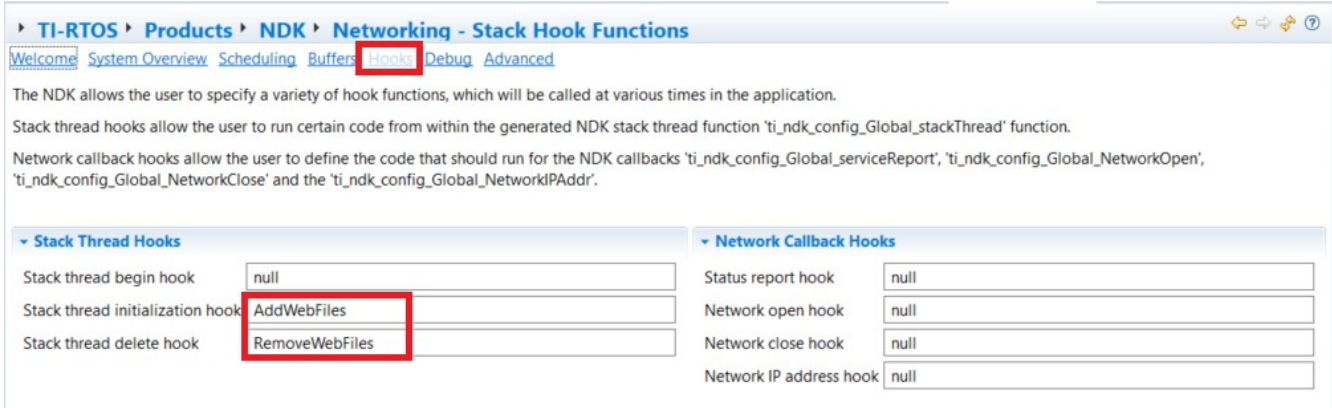 TI-RTOS ‣ Products ‣ NDK ‣ Networking - Stack Hook Functions
Welcome System Overview Scheduling Buffers Hooks Debug Advanced
The NDK allows the user to specify a variety of hook functions, which will be called at various times in the application.
Stack thread hooks allow the user to run certain code from within the generated NDK stack thread function 'ti_ndk_config_Global_stackThread' function.
Network callback hooks allow the user to define the code that should run for the NDK callbacks 'ti_ndk_config_Global_serviceReport', 'ti_ndk_config_Global_NetworkOpen',
'ti_ndk_config_Global_NetworkClose' and the 'ti_ndk_config_Global_NetworkIPAddr'.
Stack Thread Hooks
Stack thread begin hook null
Stack thread initialization hook AddWebFiles
Stack thread delete hook RemoveWebFiles
Network Callback Hooks
Status report hook null
Network open hook null
Network close hook null
Network IP address hook null